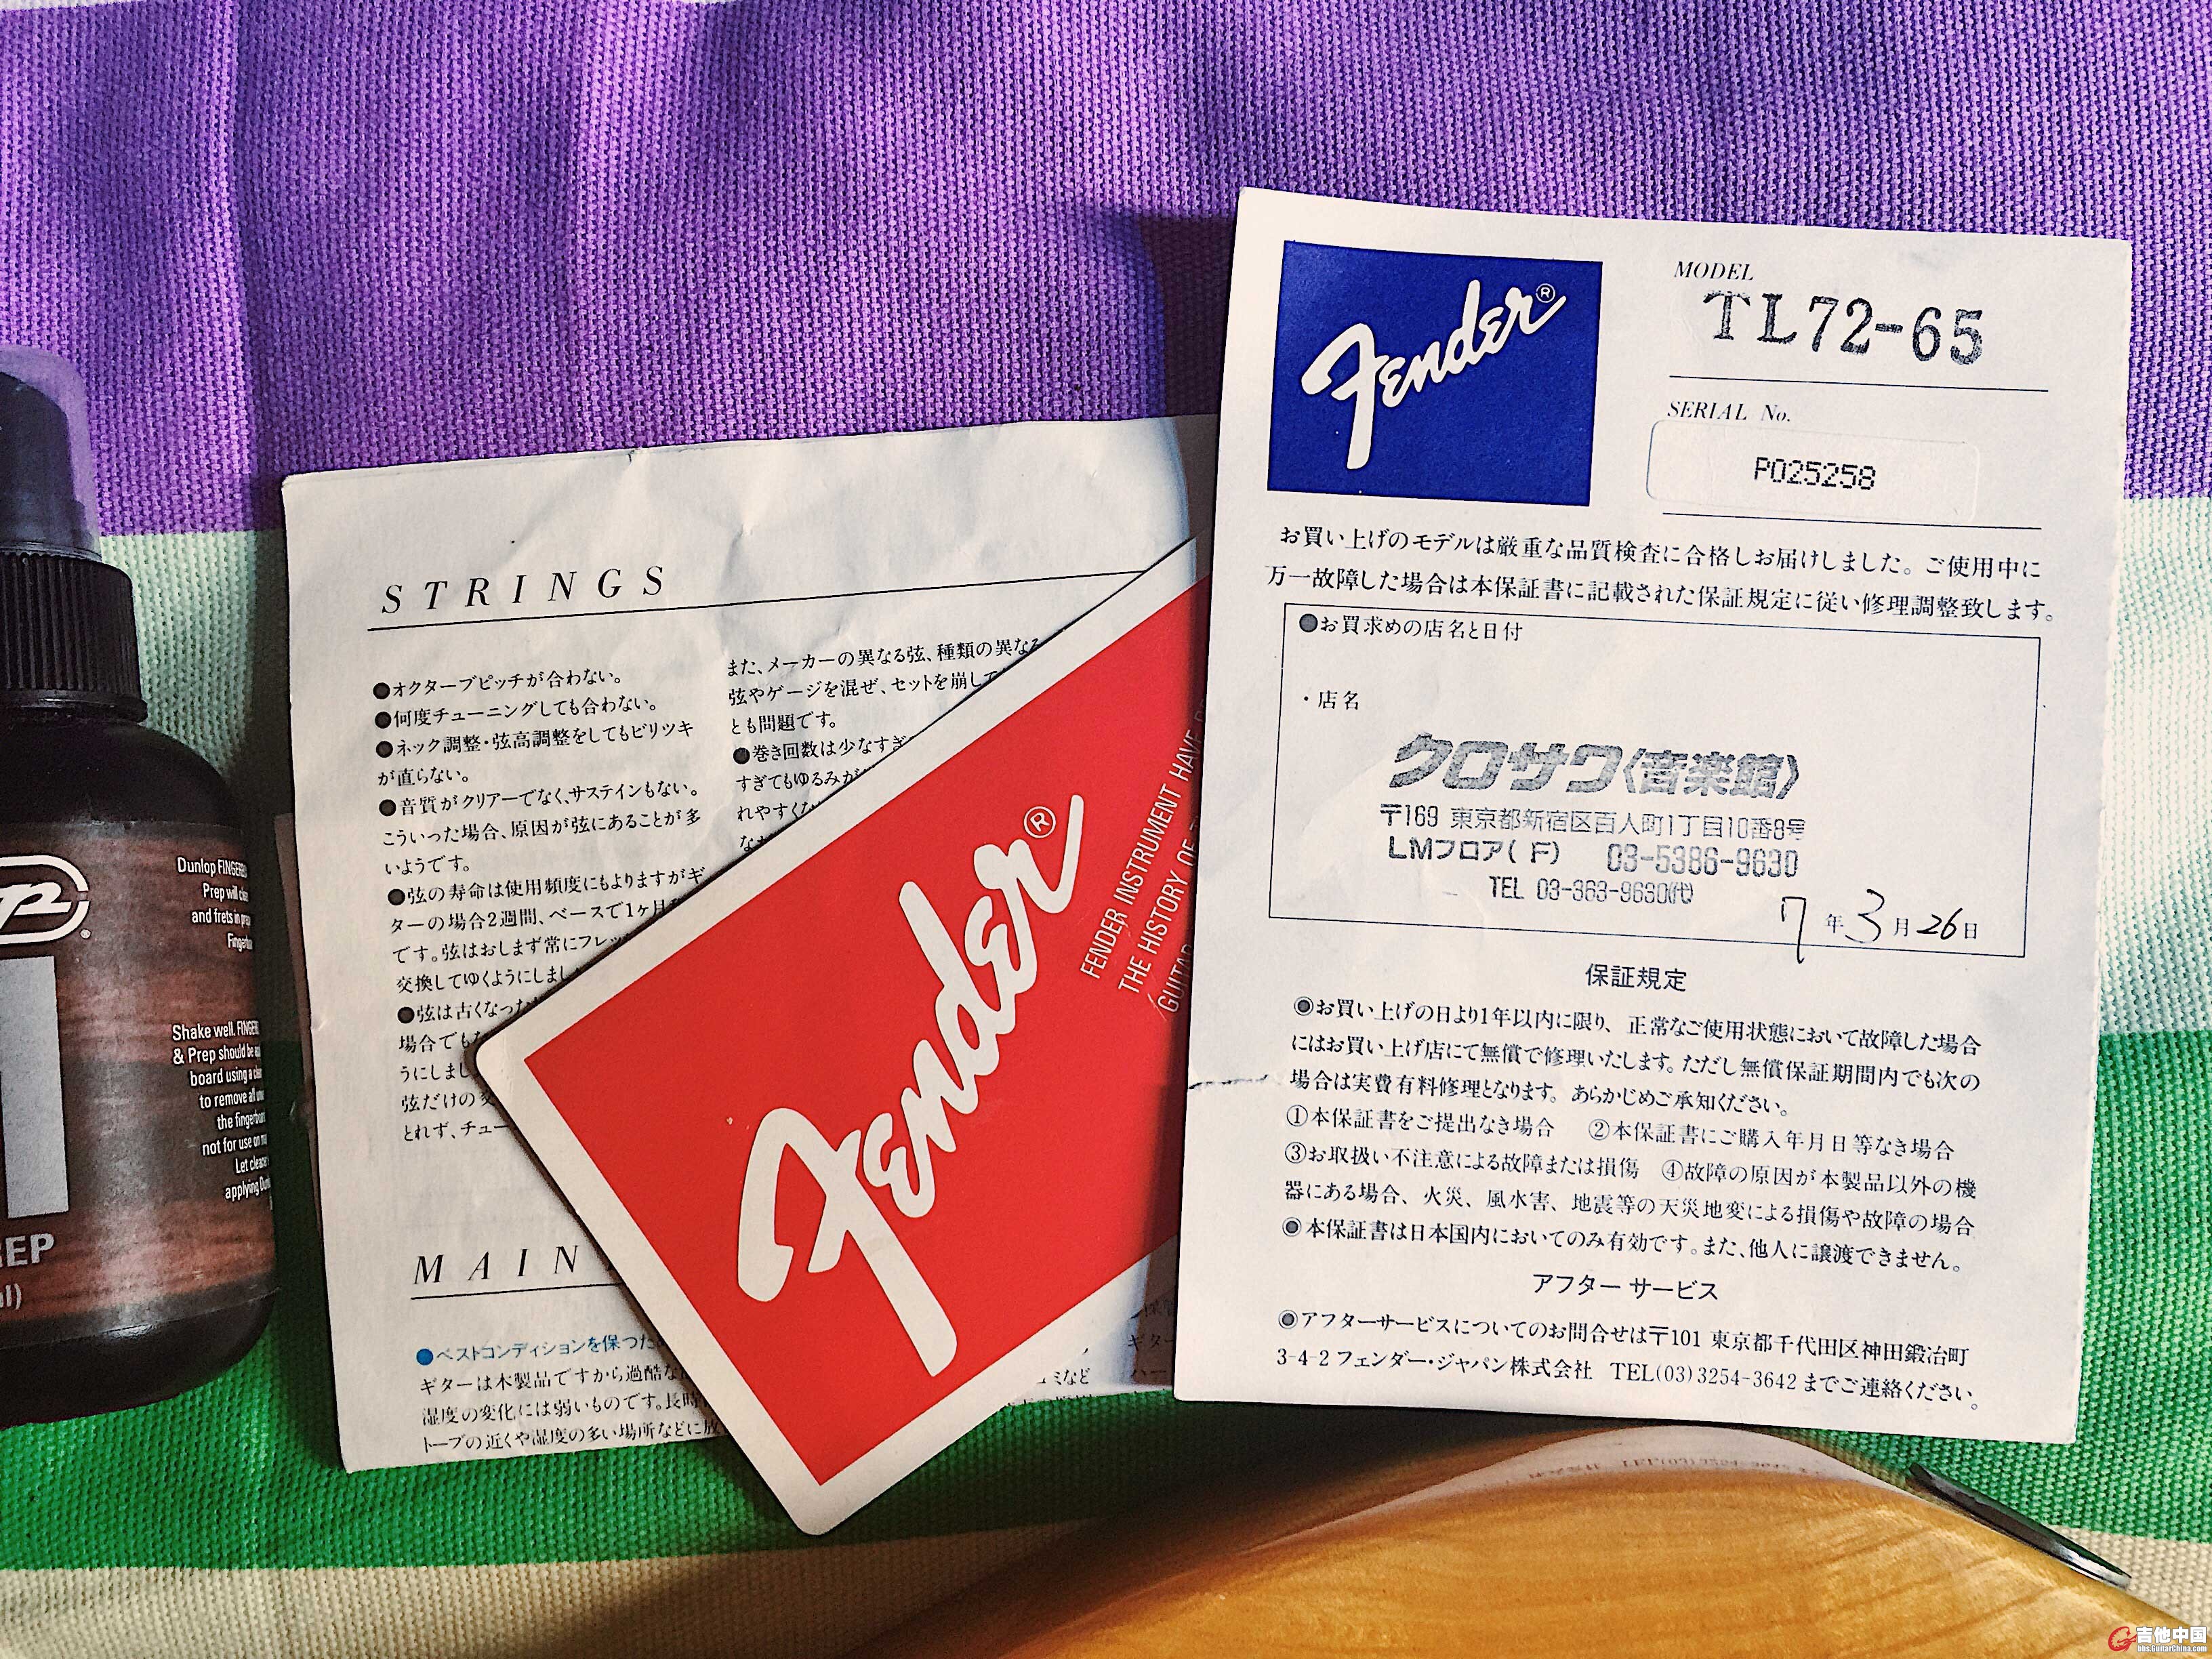 Dunlop
Prep will
and frets in
Shake well.
& Prep should be
board using a
to remove all
the
not for use on
Let
applying
STRINGS
●オクターブピッチが合わない。
●何度チューニングしても合わない。
●ネック調整・弦高調整をしてもビリツキ
が直らない。
●音質がクリアーでなく、サステインもない。
こういった場合、原因が弦にあることが多
いようです。
●弦の寿命は使用頻度にもよりますがギ
ターの場合2週間、ベースで1ヶ月
です。弦はおしまず常にフレッ
交換してゆくようにしまし
●弦は古くなった
場合でも
うにしまし
弦だけの
とれず、チュー
また、メーカーの異なる弦、種類の異なる
弦やゲージを混ぜ、セットを崩して
とも問題です。
●巻き回数は少なすぎ
すぎてもゆるみが
れやすくな
MAIN
●ベストコンディションを保つた
ギターは木製品ですから過酷な
湿度の変化には弱いものです。長時
トーブの近くや湿度の多い場所などに放
Fender®
FENDER INSTRUMENT HAVE
THE HISTORY OF
GUITAR
Fender®
MODEL
TL72-65
SERIAL No.
P025258
お買い上げのモデルは厳重な品質検査に合格しお届けしました。ご使用中に
万一故障した場合は本保証書に記載された保証規定に従い修理調整致します。
●お買求めの店名と日付
・店名
クロサワ〈音楽館〉
〒169 東京都新宿区百人町1丁目10番8号
LMフロア( F) 03-5386-9630
TEL 03-363-9630(代)
7年3月26日
保証規定
◉お買い上げの日より1年以内に限り、正常なご使用状態において故障した場合
にはお買い上げ店にて無償で修理いたします。ただし無償保証期間内でも次の
場合は実費有料修理となります。あらかじめご承知ください。
①本保証書をご提出なき場合 ②本保証書にご購入年月日等なき場合
③お取扱い不注意による故障または損傷 ④故障の原因が本製品以外の機
器にある場合、火災、風水害、地震等の天災地変による損傷や故障の場合
◉本保証書は日本国内においてのみ有効です。また、他人に譲渡できません。
アフター サービス
◉アフターサービスについてのお問合せは〒101 東京都千代田区神田鍛冶町
3-4-2 フェンダー・ジャパン株式会社 TEL(03)3254-3642までご連絡ください。
吉他中国
bbs.GuitarChina.com